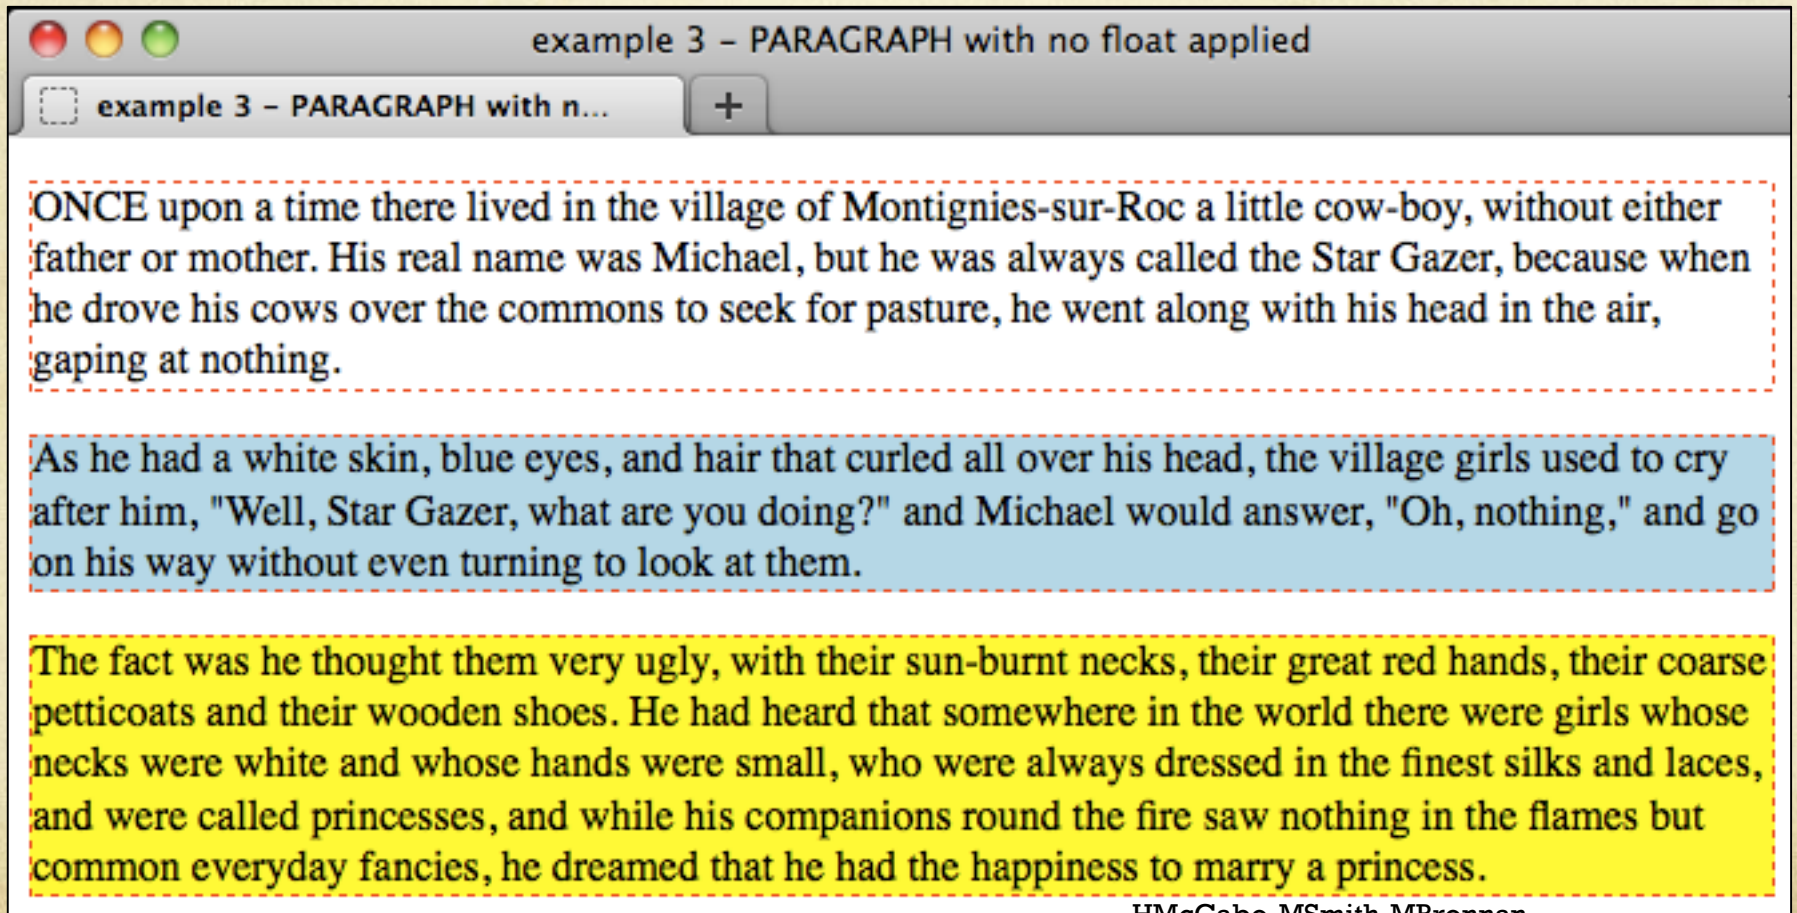 example 3 – PARAGRAPH with no float applied
example 3 – PARAGRAPH with n...
+
ONCE upon a time there lived in the village of Montignies-sur-Roc a little cow-boy, without either
father or mother. His real name was Michael, but he was always called the Star Gazer, because when
he drove his cows over the commons to seek for pasture, he went along with his head in the air,
gaping at nothing.
As he had a white skin, blue eyes, and hair that curled all over his head, the village girls used to cry
after him, "Well, Star Gazer, what are you doing?" and Michael would answer, "Oh, nothing," and go
on his way without even turning to look at them.
The fact was he thought them very ugly, with their sun-burnt necks, their great red hands, their coarse
petticoats and their wooden shoes. He had heard that somewhere in the world there were girls whose
necks were white and whose hands were small, who were always dressed in the finest silks and laces,
and were called princesses, and while his companions round the fire saw nothing in the flames but
common everyday fancies, he dreamed that he had the happiness to marry a princess.
MSmith